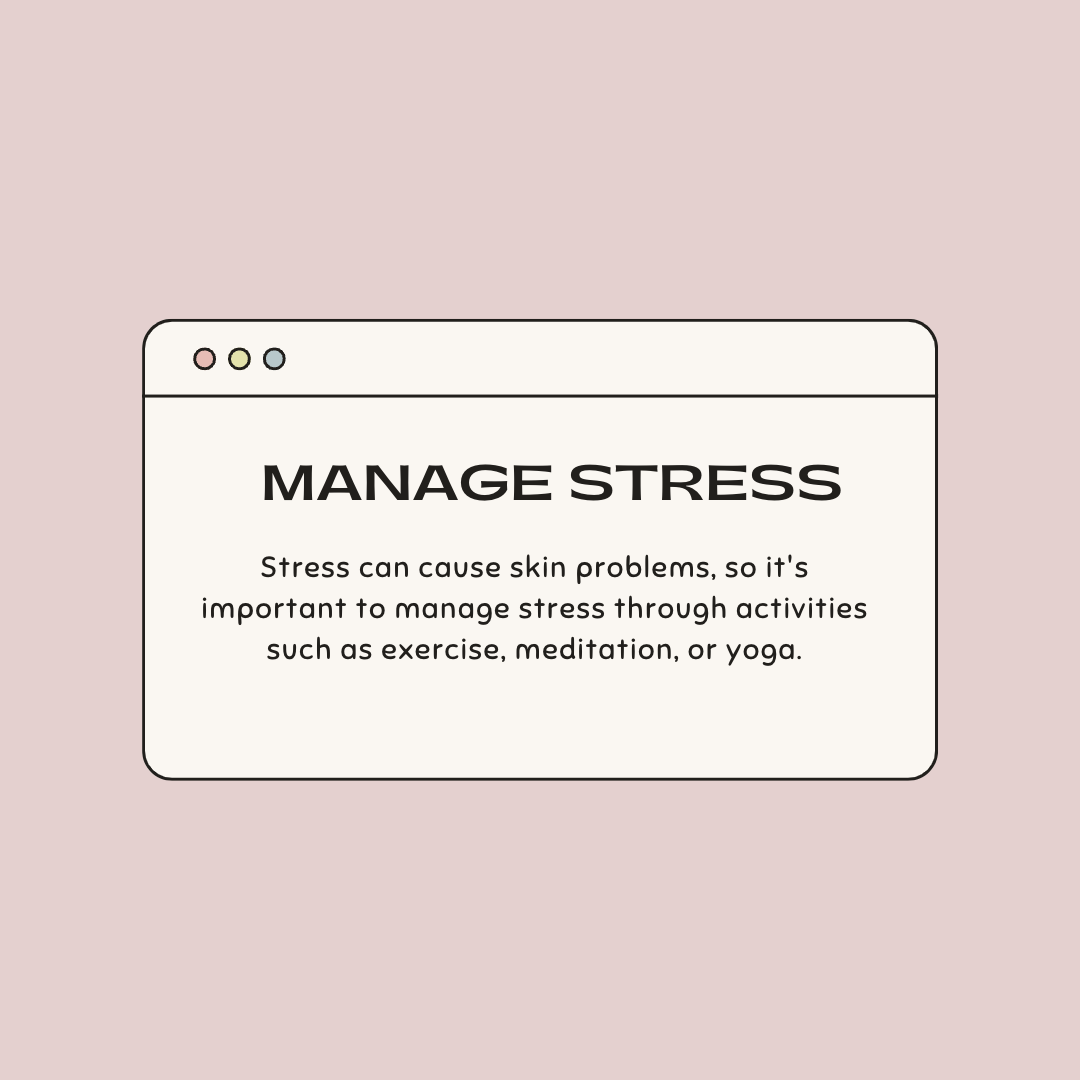 MANAGE STRESS
Stress can cause skin problems, so it's
important to manage stress through activities
such as exercise, meditation, or yoga.